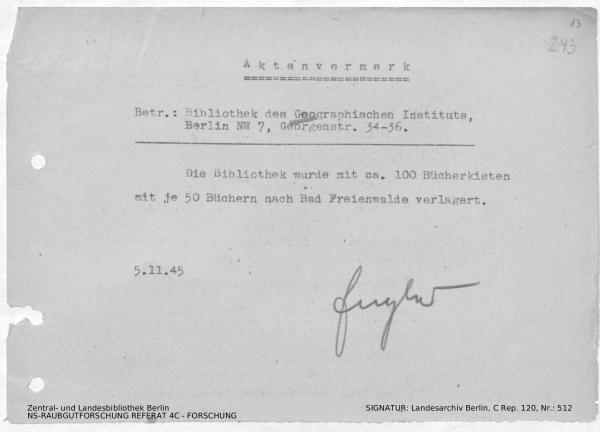 13
243
Aktenvermerk
Betr.: Bibliothek des Geographischen Instituts,
Berlin NW 7, Georgenstr. 34-36.
Die Bibliothek wurde mit ca. 100 Bücherkisten
mit je 50 Büchern nach Bad Freienwalde verlagert.
5.11.45
Zentral- und Landesbibliothek Berlin
NS-RAUBGUTFORSCHUNG REFERAT 4C - FORSCHUNG
SIGNATUR: Landesarchiv Berlin, C Rep. 120, Nr.: 512